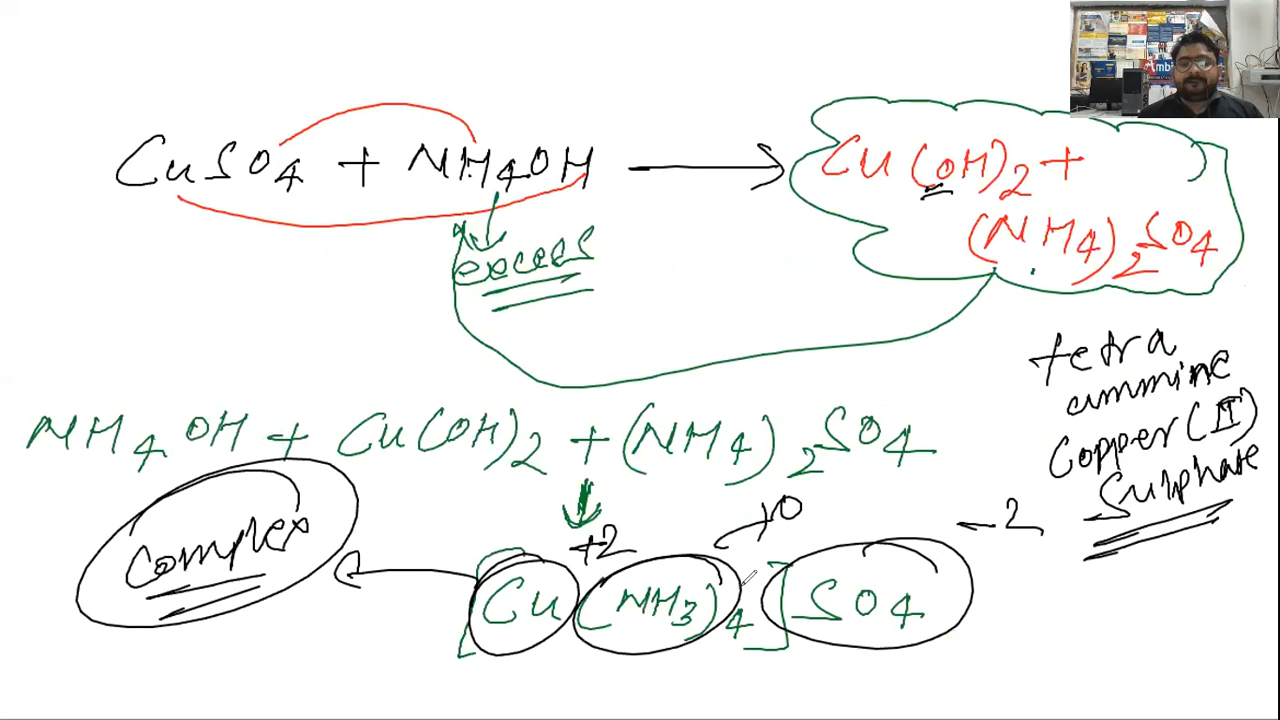 CuSO4 + NH4OH ⟶ Cu(OH)2 +
(NH4)2SO4
excess
tetra
ammine
Copper(II)
Sulphate
NH4OH + Cu(OH)2 + (NH4)2SO4
Complex
+2
0
-2
[Cu(NH3)4]SO4
Ambi